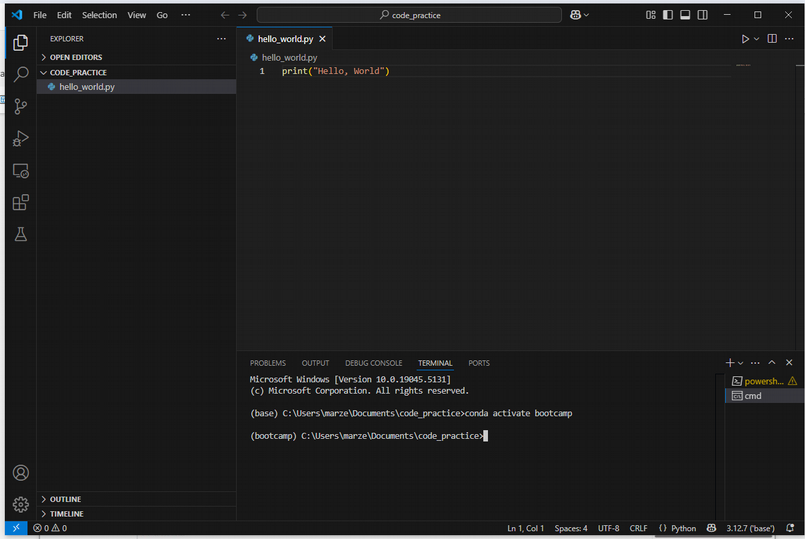 File Edit Selection View Go ··· code_practice
EXPLORER ···
OPEN EDITORS
CODE_PRACTICE
hello_world.py
OUTLINE
TIMELINE
hello_world.py
hello_world.py
1 print("Hello, World")
PROBLEMS OUTPUT DEBUG CONSOLE TERMINAL PORTS
Microsoft Windows [Version 10.0.19045.5131]
(c) Microsoft Corporation. All rights reserved.
(base) C:\Users\marze\Documents\code_practice>conda activate bootcamp
(bootcamp) C:\Users\marze\Documents\code_practice>
powersh...
cmd
0 0 Ln 1, Col 1 Spaces: 4 UTF-8 CRLF {} Python 3.12.7 ('base')